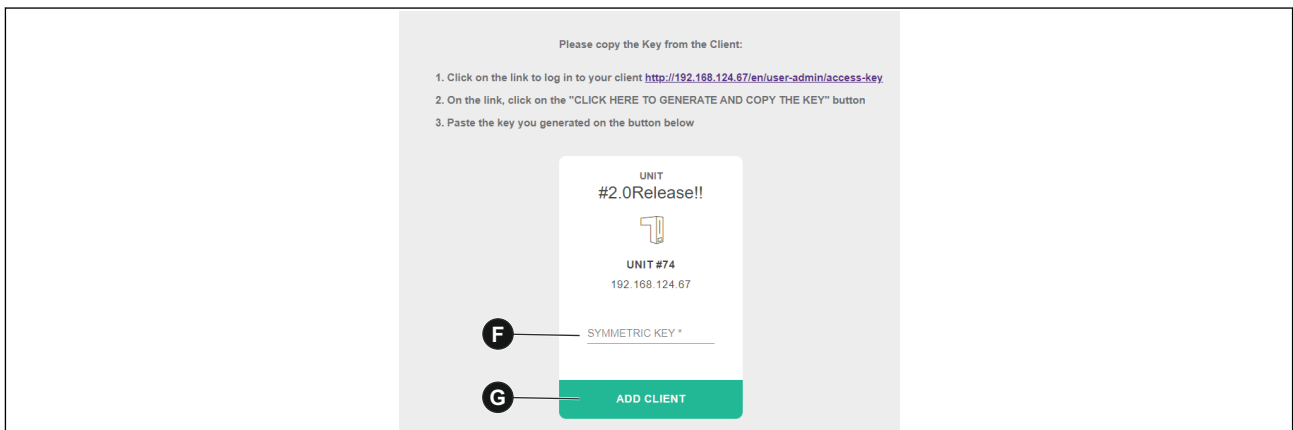 Please copy the Key from the Client:
1. Click on the link to log in to your client http://192.168.124.67/en/user-admin/access-key
2. On the link, click on the "CLICK HERE TO GENERATE AND COPY THE KEY" button
3. Paste the key you generated on the button below
UNIT
#2.0Release!!
UNIT #74
192.168.124.67
F
SYMMETRIC KEY *
G
ADD CLIENT